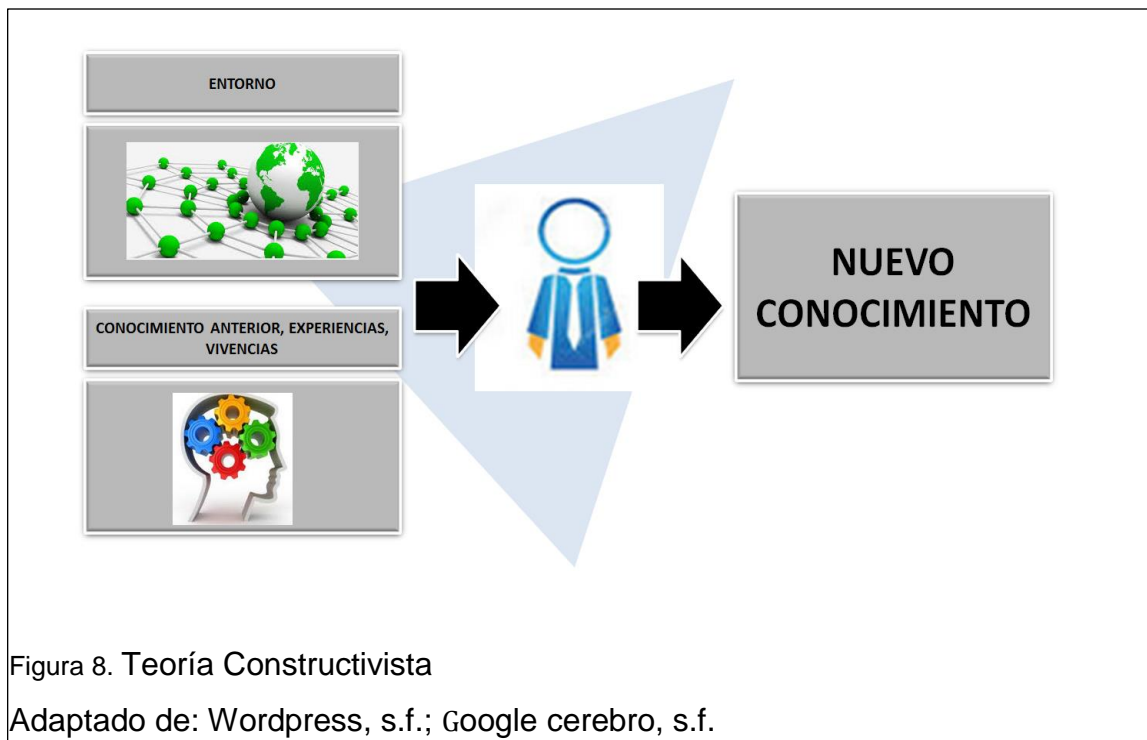 ENTORNO
CONOCIMIENTO ANTERIOR, EXPERIENCIAS,
VIVENCIAS
NUEVO
CONOCIMIENTO
Figura 8. Teoría Constructivista
Adaptado de: Wordpress, s.f.; Google cerebro, s.f.